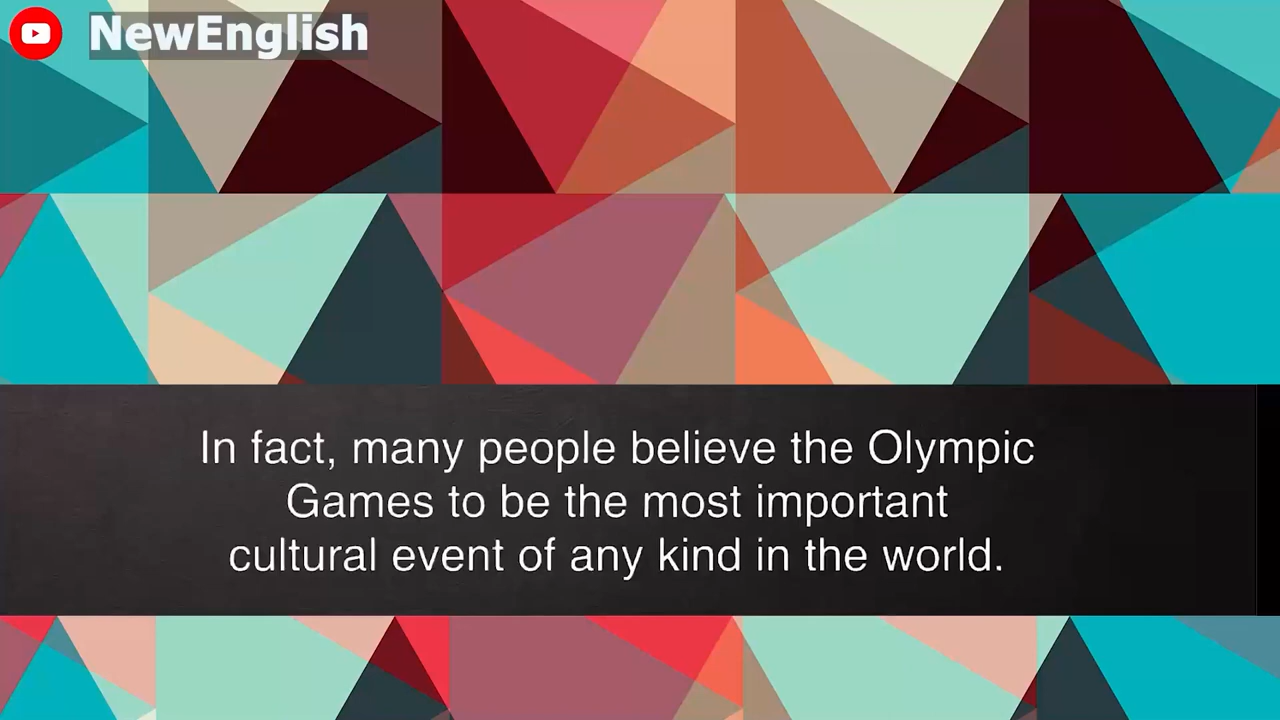 NewEnglish
In fact, many people believe the Olympic
Games to be the most important
cultural event of any kind in the world.